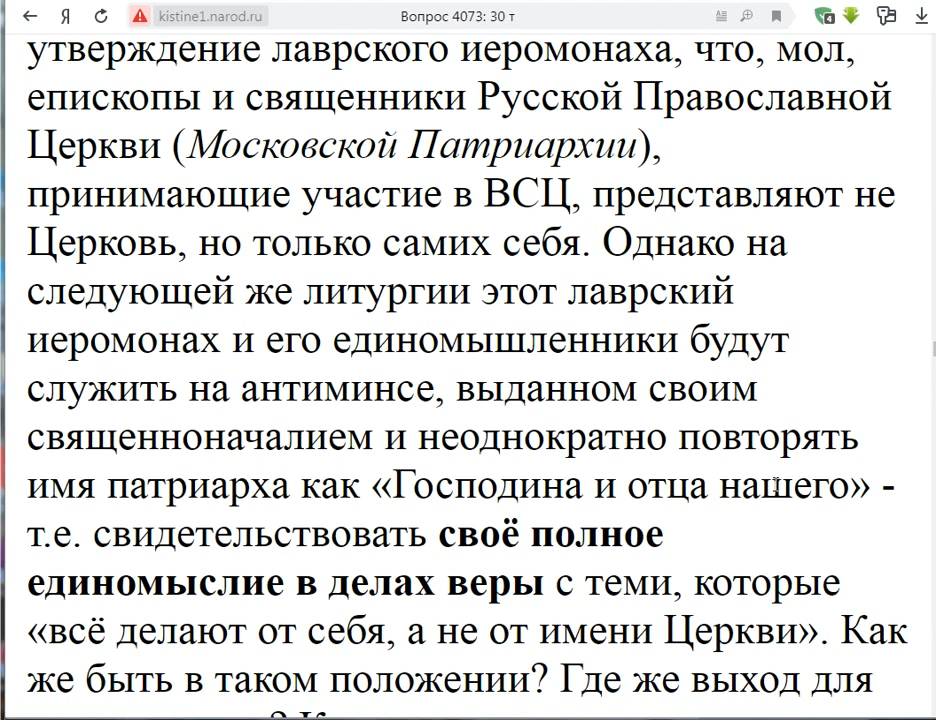 Я kistine1.narod.ru Вопрос 4073: 30 т 4
утверждение лаврского иеромонаха, что, мол,
епископы и священники Русской Православной
Церкви (Московской Патриархии),
принимающие участие в ВСЦ, представляют не
Церковь, но только самих себя. Однако на
следующей же литургии этот лаврский
иеромонах и его единомышленники будут
служить на антиминсе, выданном своим
священноначалием и неоднократно повторять
имя патриарха как «Господина и отца нашего» -
т.е. свидетельствовать своё полное
единомыслие в делах веры с теми, которые
«всё делают от себя, а не от имени Церкви». Как
же быть в таком положении? Где же выход для